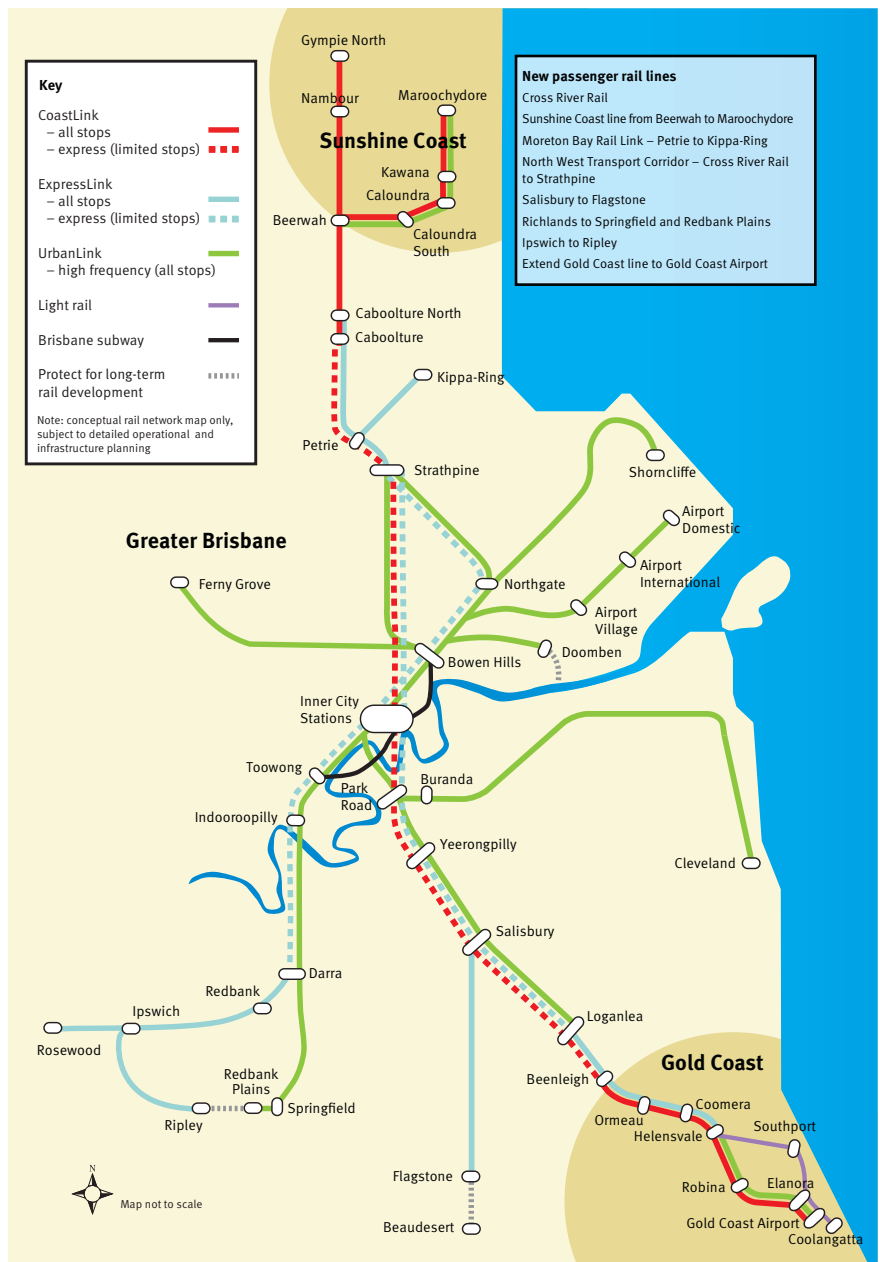 Key
CoastLink
– all stops
– express (limited stops)
ExpressLink
– all stops
– express (limited stops)
UrbanLink
– high frequency (all stops)
Light rail
Brisbane subway
Protect for long-term
rail development
Note: conceptual rail network map only,
subject to detailed operational and
infrastructure planning
New passenger rail lines
Cross River Rail
Sunshine Coast line from Beerwah to Maroochydore
Moreton Bay Rail Link – Petrie to Kippa-Ring
North West Transport Corridor – Cross River Rail
to Strathpine
Salisbury to Flagstone
Richlands to Springfield and Redbank Plains
Ipswich to Ripley
Extend Gold Coast line to Gold Coast Airport
Gympie North
Nambour
Maroochydore
Sunshine Coast
Kawana
Caloundra
Beerwah
Caloundra
South
Caboolture North
Caboolture
Kippa-Ring
Petrie
Strathpine
Shorncliffe
Airport
Domestic
Greater Brisbane
Airport
International
Ferny Grove
Northgate
Airport
Village
Doomben
Bowen Hills
Inner City
Stations
Toowong
Buranda
Park
Road
Indooroopilly
Yeerongpilly
Cleveland
Salisbury
Darra
Redbank
Ipswich
Rosewood
Loganlea
Gold Coast
Beenleigh
Redbank
Plains
Springfield
Ripley
Coomera
Ormeau
Southport
Helensvale
Flagstone
Robina
Elanora
Gold Coast Airport
Coolangatta
Beaudesert
N
Map not to scale